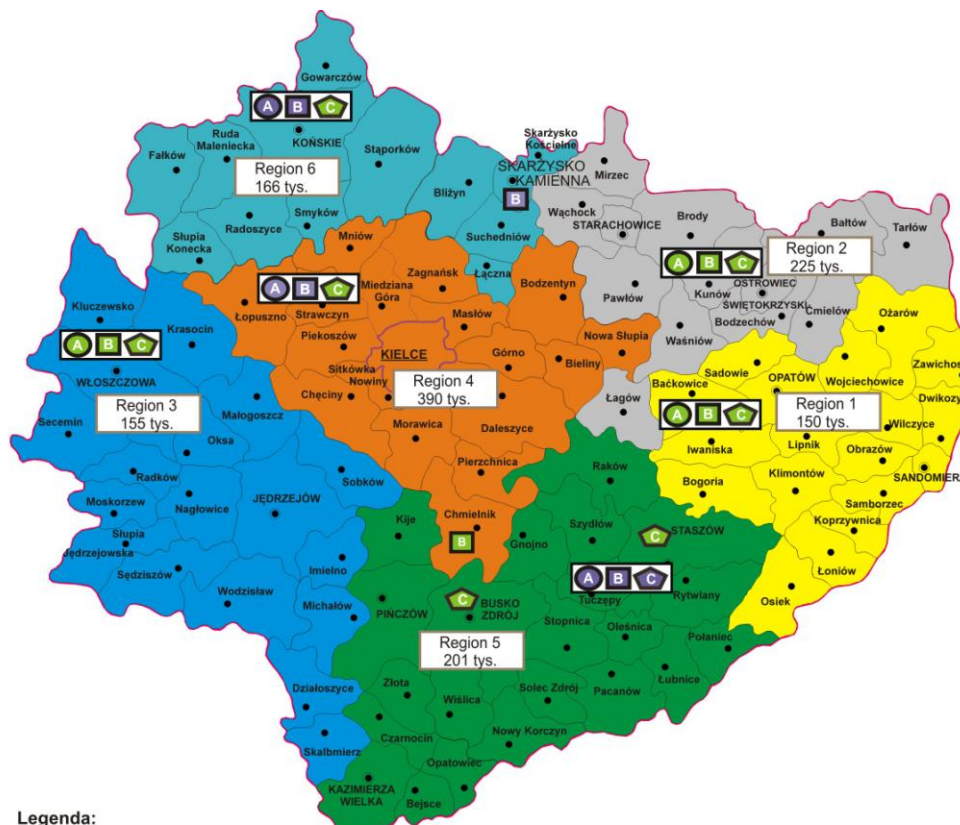 Gowarczów
A B C
KOŃSKIE
Ruda
Maleniecka
Fałków
Stąporków
Region 6
166 tys.
Radoszyce
Smyków
Słupia
Konecka
Skarżysko
Kościelne
SKARŻYSKO
KAMIENNA
B
Bliżyn
Suchedniów
Łączna
Mirzec
Wąchock
STARACHOWICE
Brody
Bałtów
Tarłów
Region 2
225 tys.
A B C
Kunów
OSTROWIEC
ŚWIĘTOKRZYSKI
Bodzechów
Ćmielów
Pawłów
Waśniów
Łagów
Mniów
Zagnańsk
Bodzentyn
A B C
Miedziana
Góra
Strawczyn
Łopuszno
Masłów
Piekoszów
KIELCE
Górno
Bieliny
Nowa Słupia
Sitkówka
Nowiny
Chęciny
Region 4
390 tys.
Morawica
Daleszyce
Pierzchnica
Chmielnik
B
Kluczewsko
Krasocin
A B C
WŁOSZCZOWA
Region 3
155 tys.
Małogoszcz
Secemin
Oksa
Radków
Sobków
Moskorzew
Nagłowice
JĘDRZEJÓW
Słupia
Jędrzejowska
Sędziszów
Imielno
Wodzisław
Michałów
Działoszyce
Skalbmierz
Ożarów
Sadowie
OPATÓW
Wojciechowice
Zawichos
Baćkowice
Dwikozy
A B C
Region 1
150 tys.
Wilczyce
Iwaniska
Lipnik
Obrazów
SANDOMIER
Klimontów
Bogoria
Samborzec
Koprzywnica
Łoniów
Osiek
Raków
Kije
Szydłów
C
STASZÓW
Gnojno
A B C
Tuczępy
Rytwiany
PIŃCZÓW
C
BUSKO
ZDRÓJ
Stopnica
Oleśnica
Połaniec
Region 5
201 tys.
Łubnice
Złota
Wiślica
Solec Zdrój
Pacanów
Czarnocin
Nowy Korczyn
Opatowiec
KAZIMIERZA
WIELKA
Bejsce
Legenda: